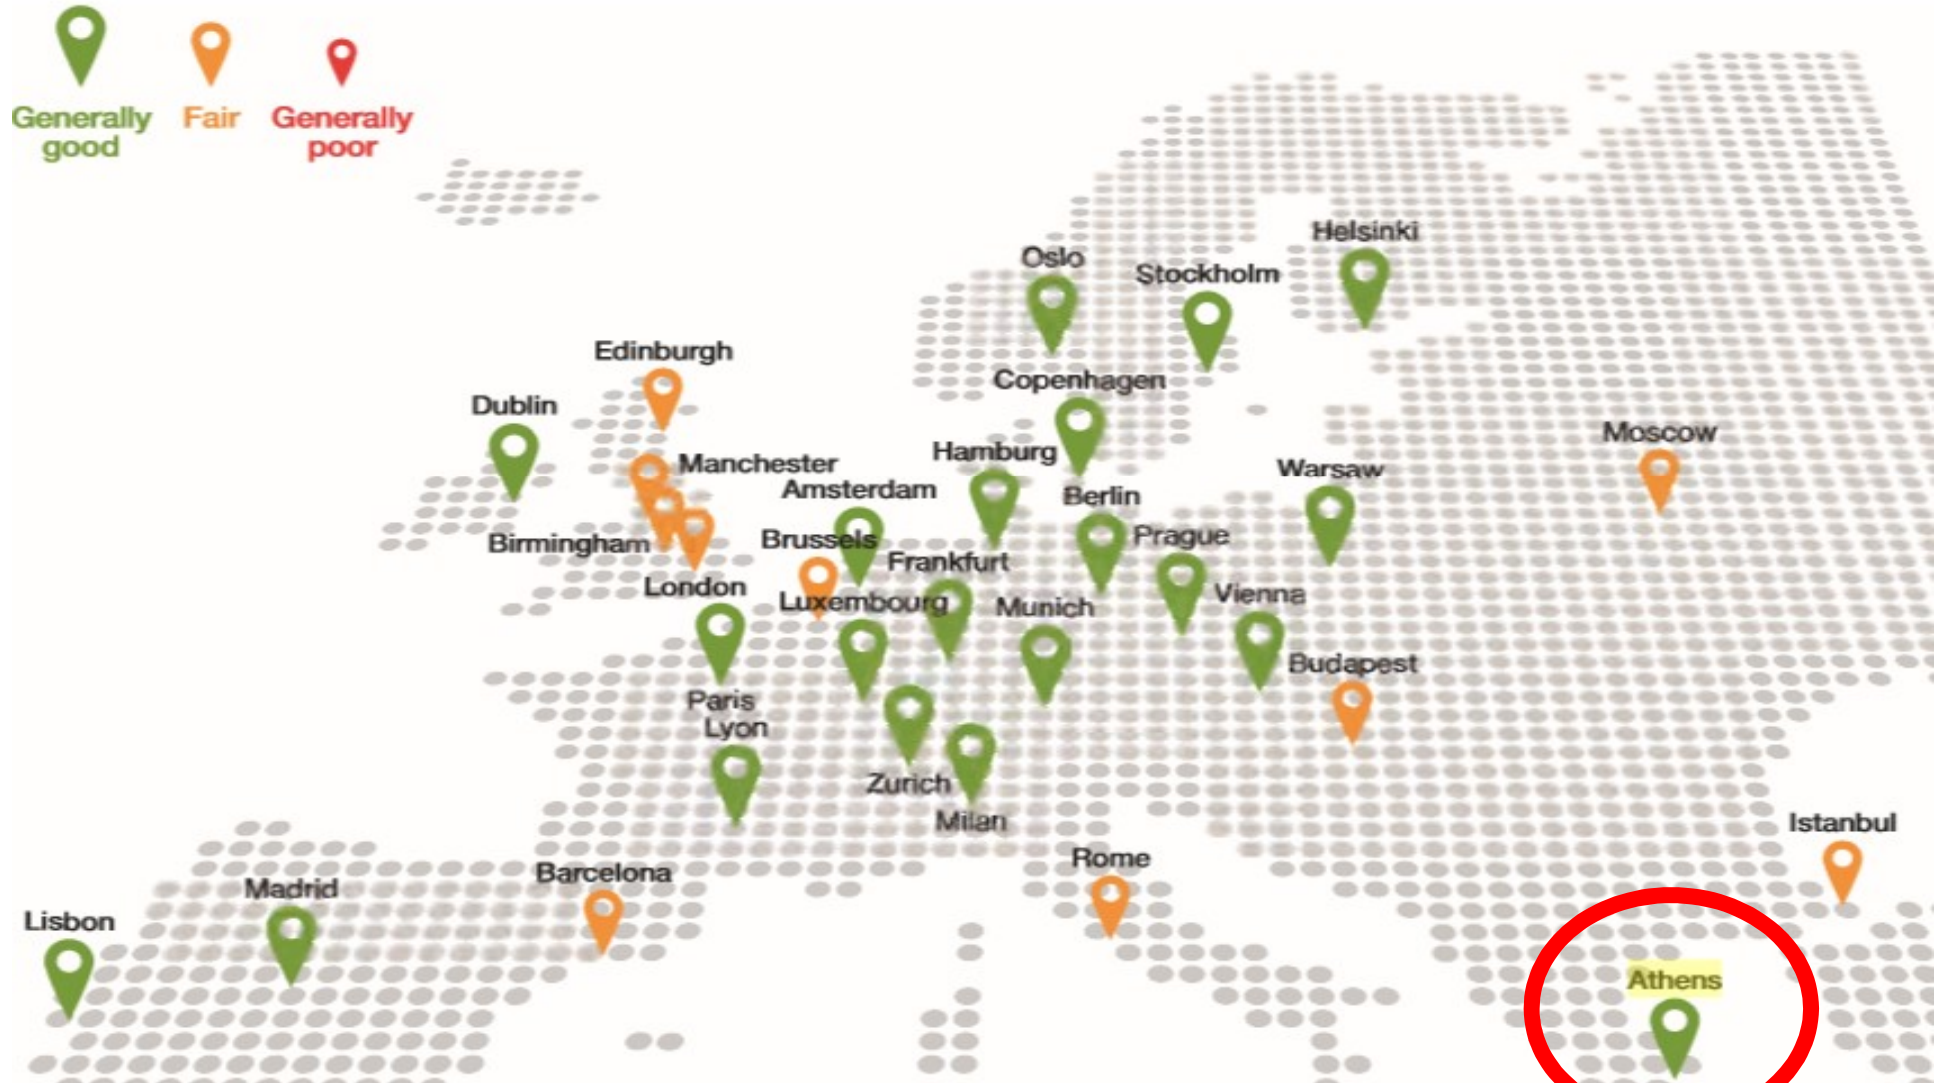 Generally
good
Fair
Generally
poor
Helsinki
Oslo
Stockholm
Edinburgh
Copenhagen
Dublin
Moscow
Hamburg
Manchester
Warsaw
Amsterdam
Berlin
Prague
Brussels
Birmingham
Frankfurt
London
Vienna
Luxembourg
Munich
Budapest
Paris
Lyon
Zurich
Milan
Istanbul
Rome
Barcelona
Madrid
Lisbon
Athens